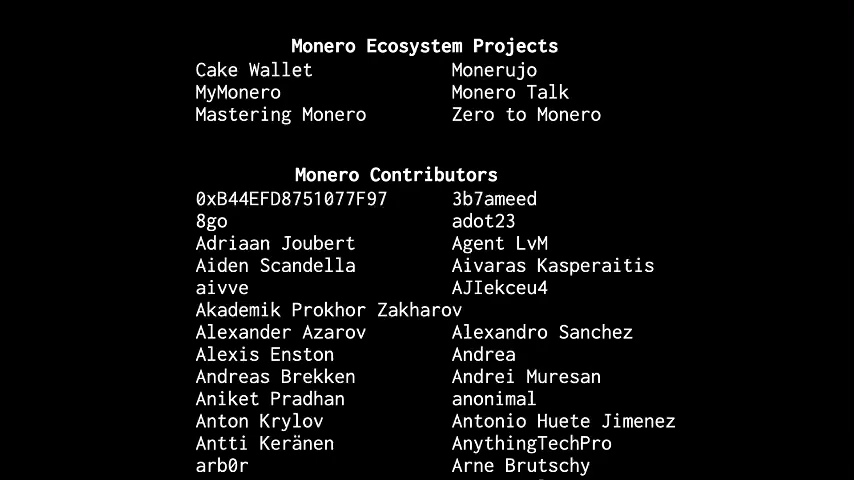 Monero Ecosystem Projects
Cake Wallet Monerujo
MyMonero Monero Talk
Mastering Monero Zero to Monero
Monero Contributors
0xB44EFD8751077F97 3b7ameed
8go adot23
Adriaan Joubert Agent LvM
Aiden Scandella Aivaras Kasperaitis
aivve AJIekceu4
Akademik Prokhor Zakharov
Alexander Azarov Alexandro Sanchez
Alexis Enston Andrea
Andreas Brekken Andrei Muresan
Aniket Pradhan anonimal
Anton Krylov Antonio Huete Jimenez
Antti Keränen AnythingTechPro
arb0r Arne Brutschy